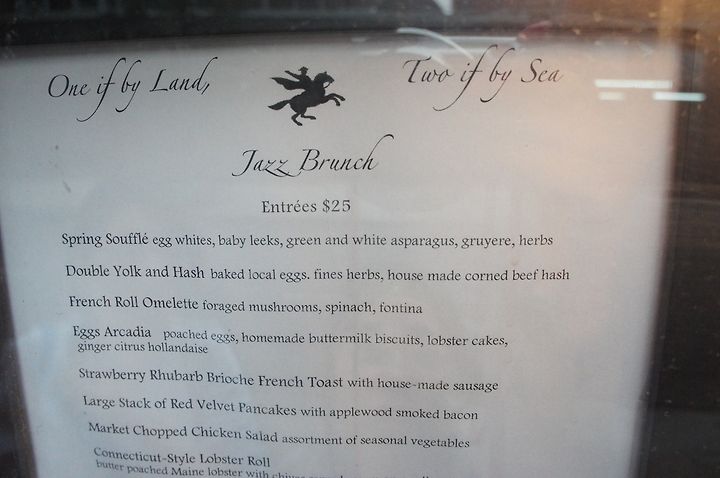 One if by Land, Two if by Sea
Jazz Brunch
Entrées $25
Spring Soufflé egg whites, baby leeks, green and white asparagus, gruyere, herbs
Double Yolk and Hash baked local eggs. fines herbs, house made corned beef hash
French Roll Omelette foraged mushrooms, spinach, fontina
Eggs Arcadia poached eggs, homemade buttermilk biscuits, lobster cakes,
ginger citrus hollandaise
Strawberry Rhubarb Brioche French Toast with house-made sausage
Large Stack of Red Velvet Pancakes with applewood smoked bacon
Market Chopped Chicken Salad assortment of seasonal vegetables
Connecticut-Style Lobster Roll
butter poached Maine lobster with